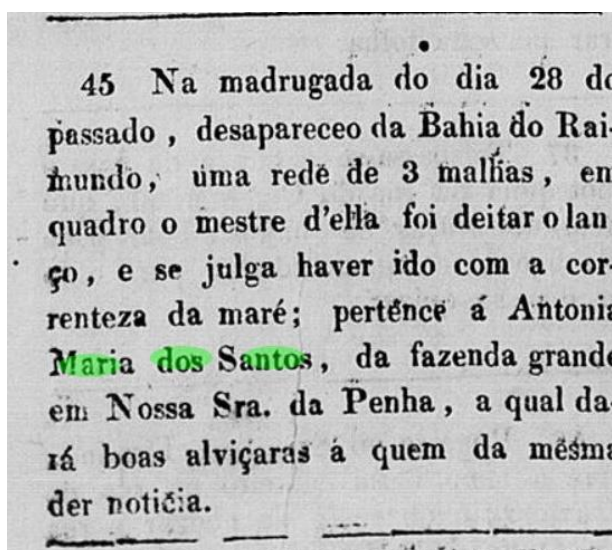 45 Na madrugada do dia 28 do
passado, desapareceo da Bahia do Rai-
mundo, uma rede de 3 malhas, em
quadro o mestre d'ella foi deitar o lan
ço, e se julga haver ido com a cor-
renteza da maré; perténce á Antonia
Maria dos Santos, da fazenda grande
em Nossa Sra. da Penha, a qual da-
rá boas alviçaras a quem da mesma
der noticia.